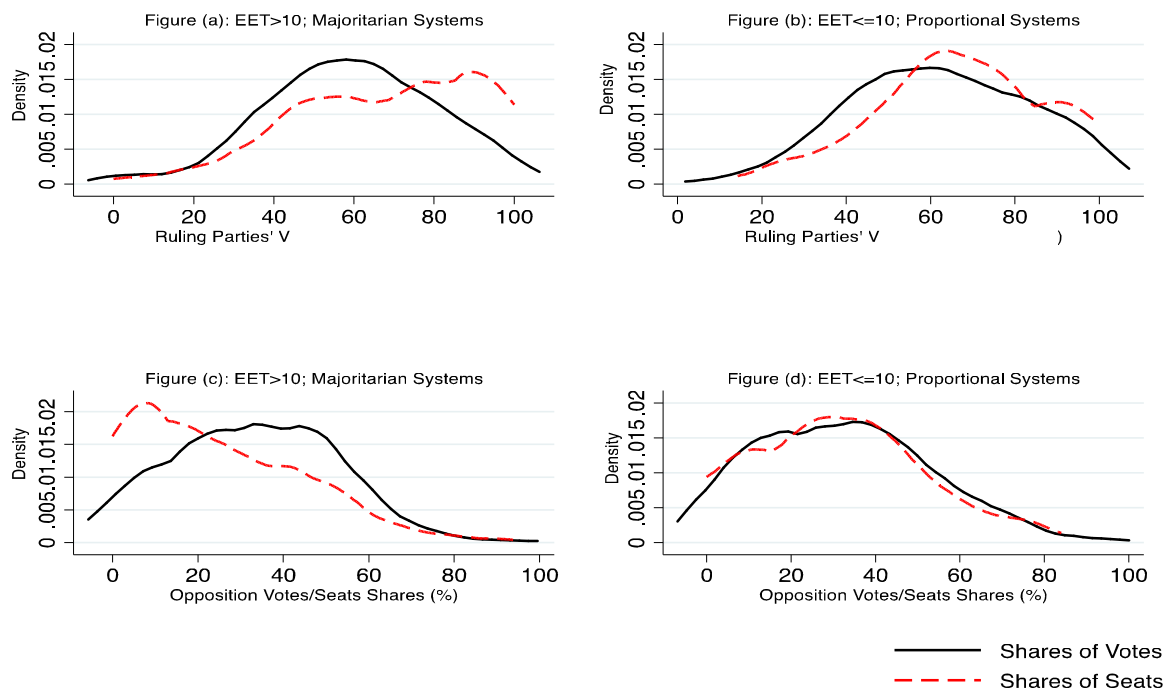 Figure (a): EET>10; Majoritarian Systems
Density
0 .005 .01 .015 .02
0 20 40 60 80 100
Ruling Parties' V
Figure (b): EET<=10; Proportional Systems
Density
0 .005 .01 .015 .02
0 20 40 60 80 100
Ruling Parties' V )
Figure (c): EET>10; Majoritarian Systems
Density
0 .005 .01 .015 .02
0 20 40 60 80 100
Opposition Votes/Seats Shares (%)
Figure (d): EET<=10; Proportional Systems
Density
0 .005 .01 .015 .02
0 20 40 60 80 100
Opposition Votes/Seats Shares (%)
Shares of Votes
Shares of Seats